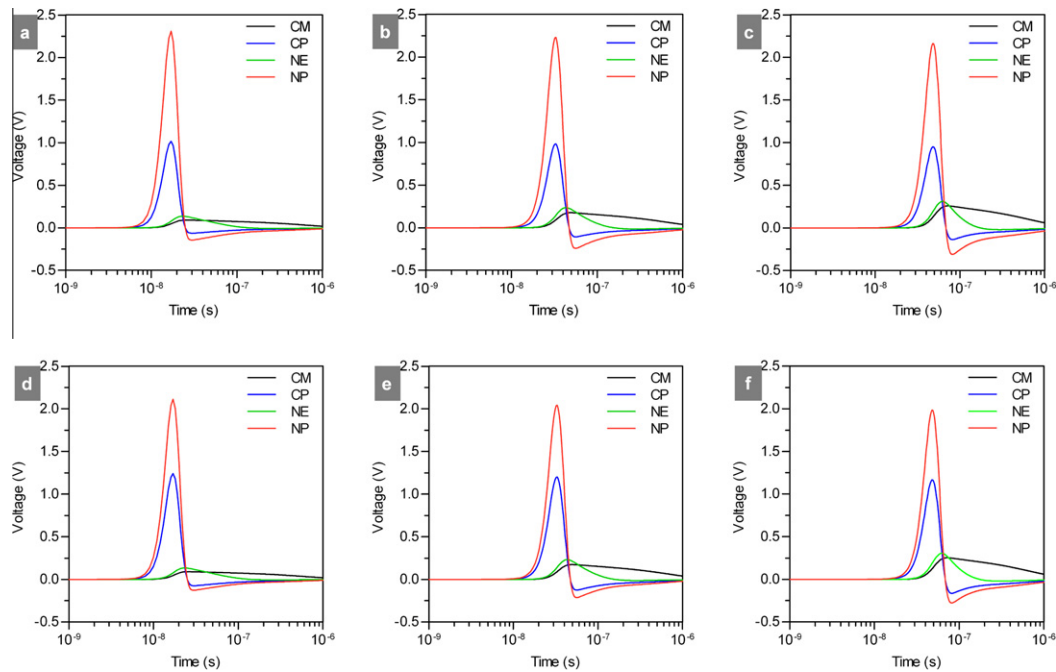 a
2.5
2.0
1.5
1.0
0.5
0.0
-0.5
Voltage (V)
CM
CP
NE
NP
10⁻⁹ 10⁻⁸ 10⁻⁷ 10⁻⁶
Time (s)
b
2.5
2.0
1.5
1.0
0.5
0.0
-0.5
Voltage (V)
CM
CP
NE
NP
10⁻⁹ 10⁻⁸ 10⁻⁷ 10⁻⁶
Time (s)
c
2.5
2.0
1.5
1.0
0.5
0.0
-0.5
Voltage (V)
CM
CP
NE
NP
10⁻⁹ 10⁻⁸ 10⁻⁷ 10⁻⁶
Time (s)
d
2.5
2.0
1.5
1.0
0.5
0.0
-0.5
Voltage (V)
CM
CP
NE
NP
10⁻⁹ 10⁻⁸ 10⁻⁷ 10⁻⁶
Time (s)
e
2.5
2.0
1.5
1.0
0.5
0.0
-0.5
Voltage (V)
CM
CP
NE
NP
10⁻⁹ 10⁻⁸ 10⁻⁷ 10⁻⁶
Time (s)
f
2.5
2.0
1.5
1.0
0.5
0.0
-0.5
Voltage (V)
CM
CP
NE
NP
10⁻⁹ 10⁻⁸ 10⁻⁷ 10⁻⁶
Time (s)